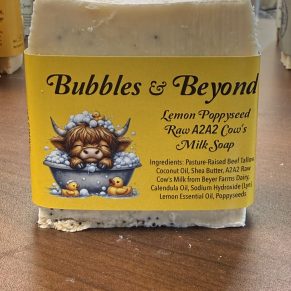 Bubbles & Beyond
Lemon Poppyseed
Raw A2A2 Cow's
Milk Soap
Ingredients: Pasture-Raised Beef Tallow,
Coconut Oil, Shea Butter, A2A2 Raw
Cow's Milk from Beyer Farms Dairy,
Calendula Oil, Sodium Hydroxide (Lye)
Lemon Essential Oil, Poppyseeds